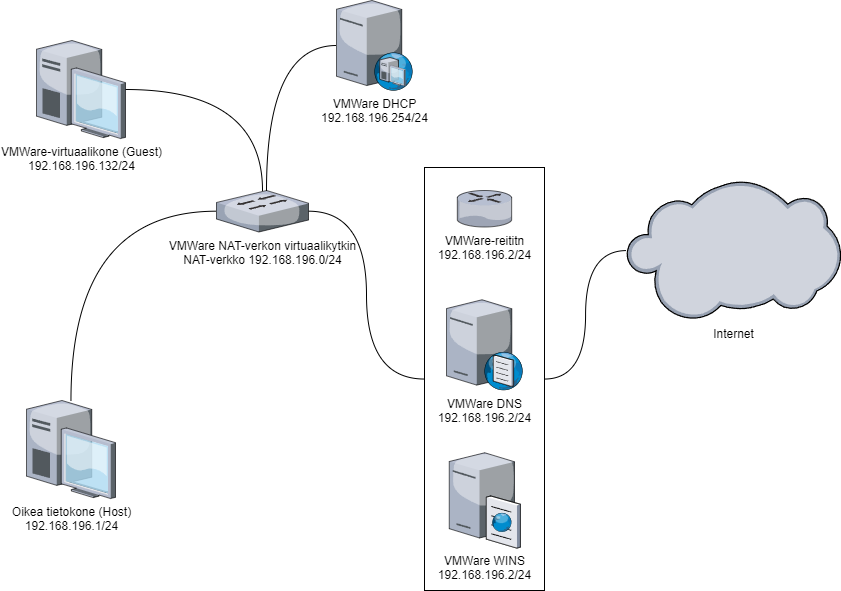 VMWare DHCP
192.168.196.254/24
VMWare-virtuaalikone (Guest)
192.168.196.132/24
VMWare NAT-verkon virtuaalikytkin
NAT-verkko 192.168.196.0/24
VMWare-reititn
192.168.196.2/24
Internet
VMWare DNS
192.168.196.2/24
Oikea tietokone (Host)
192.168.196.1/24
VMWare WINS
192.168.196.2/24